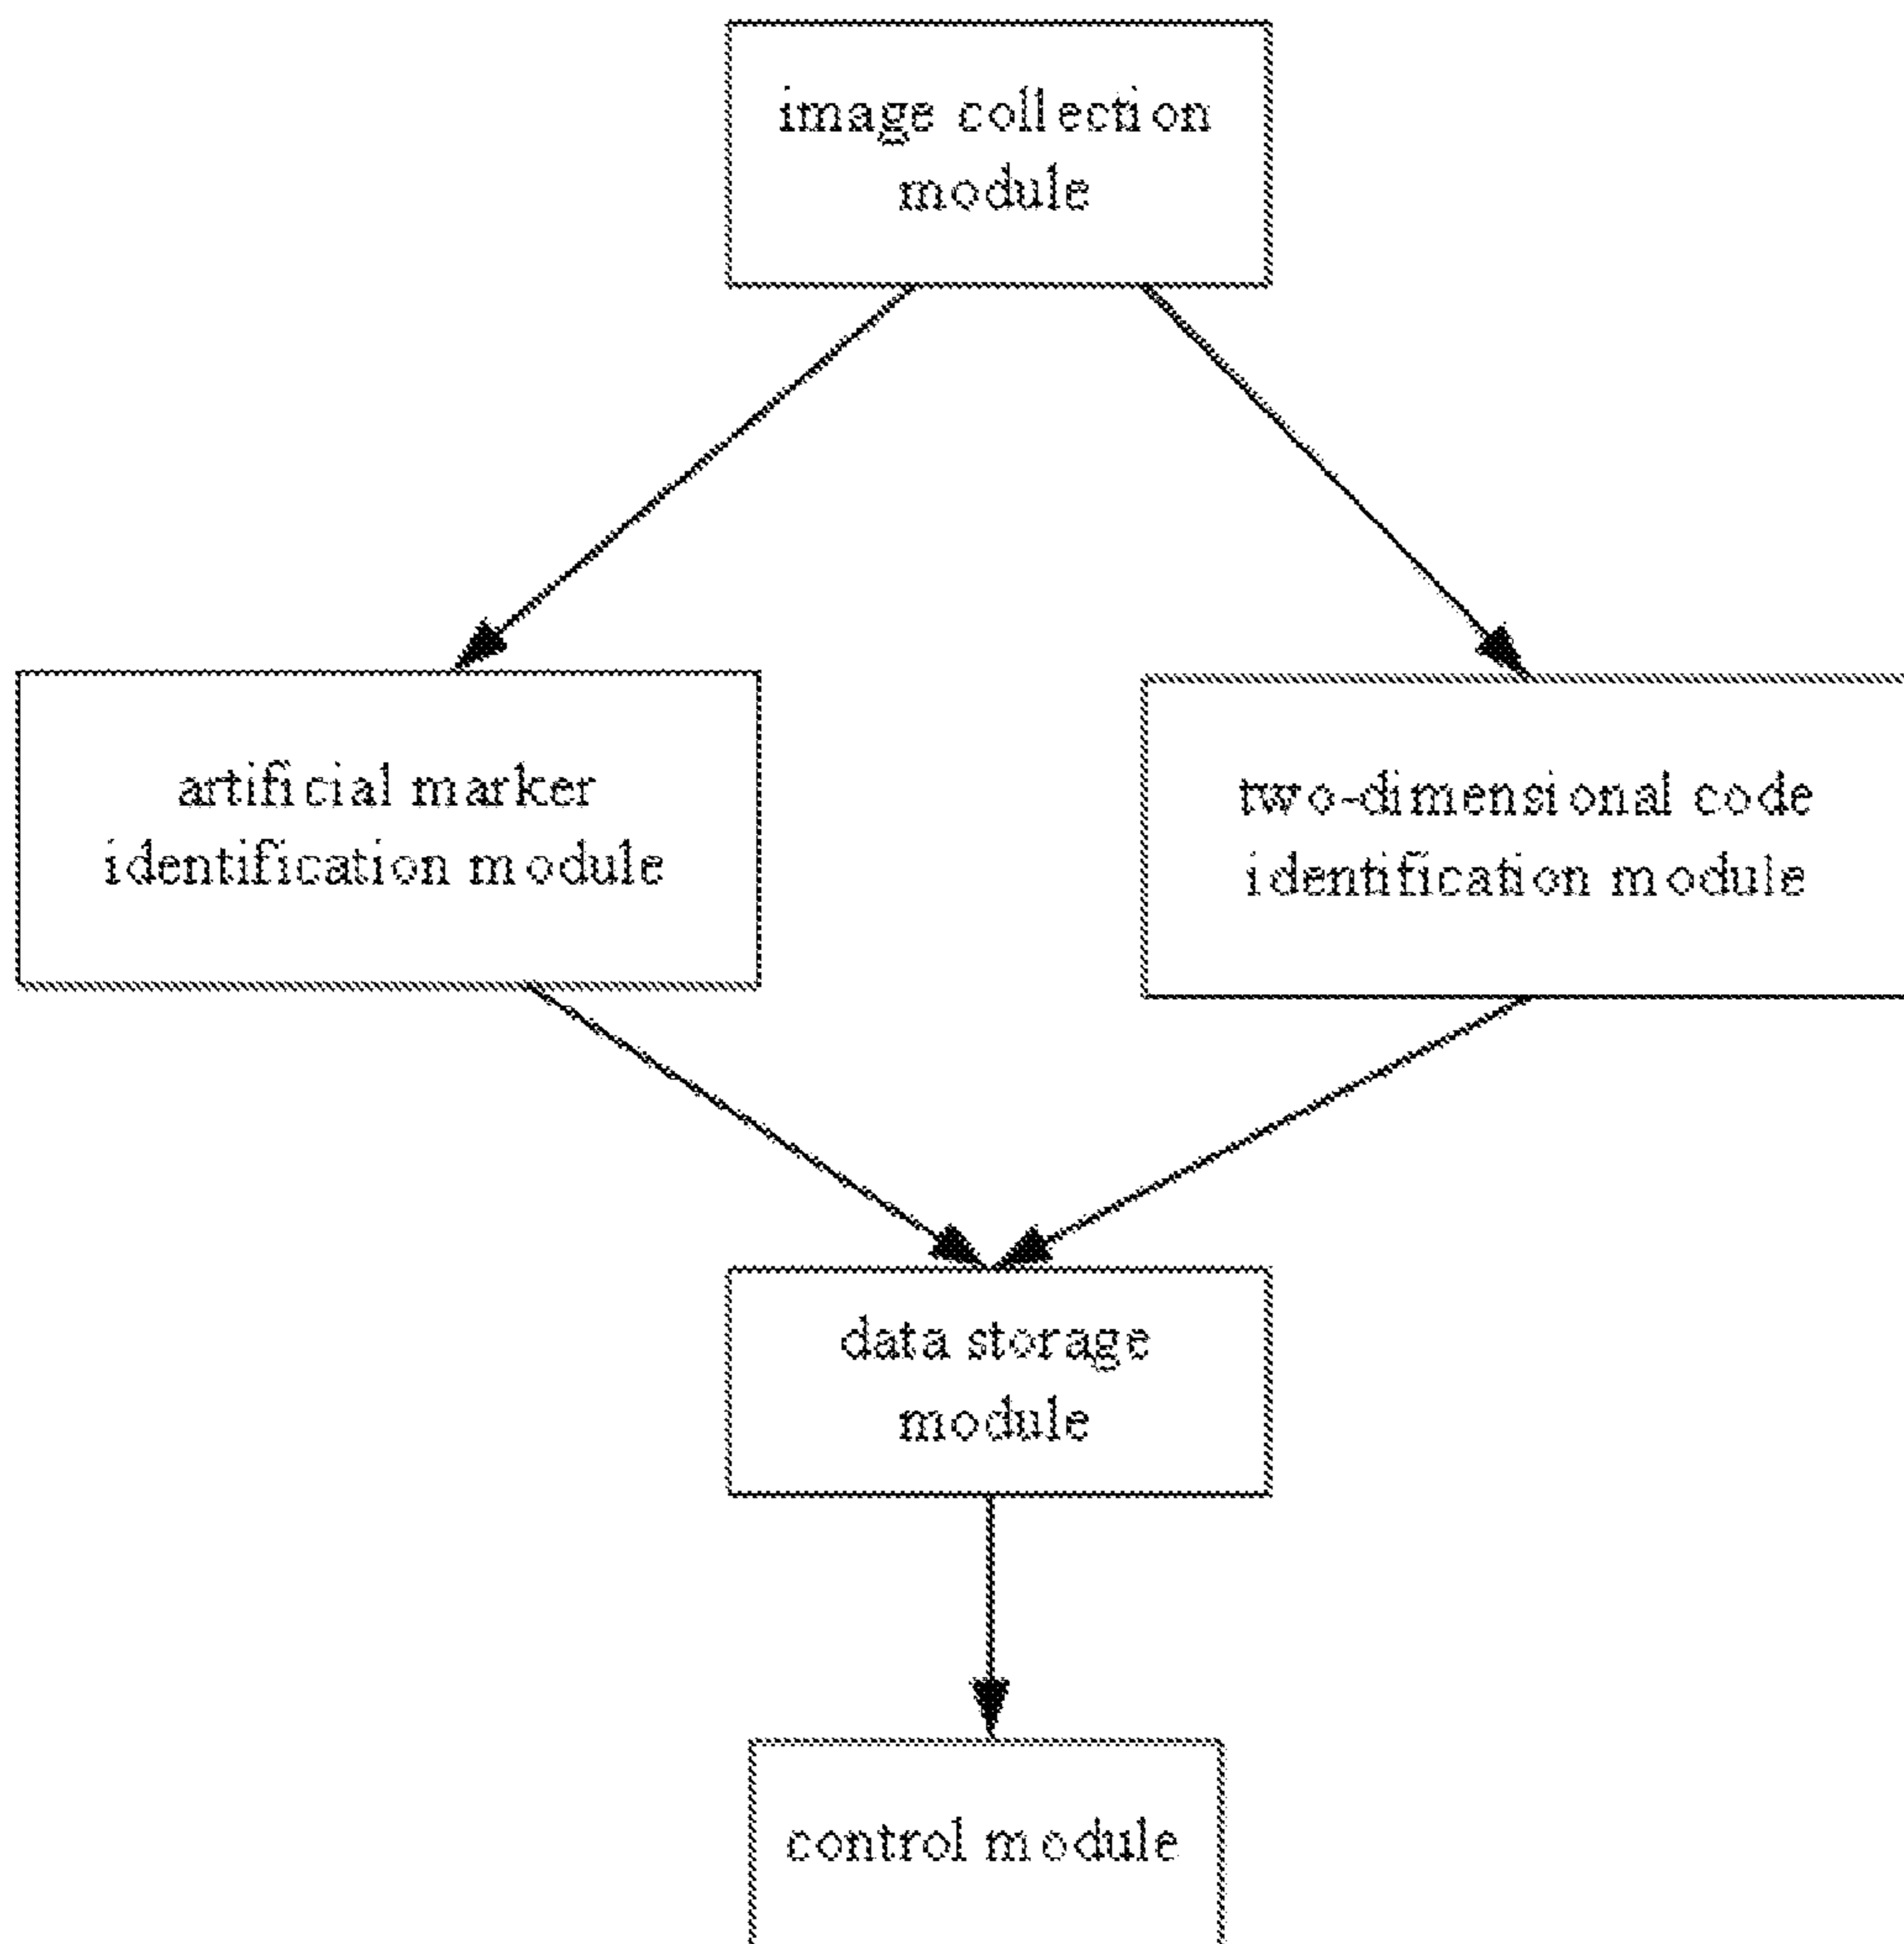 image collection
module
artificial marker
identification module
two-dimensional code
identification module
data storage
module
control module